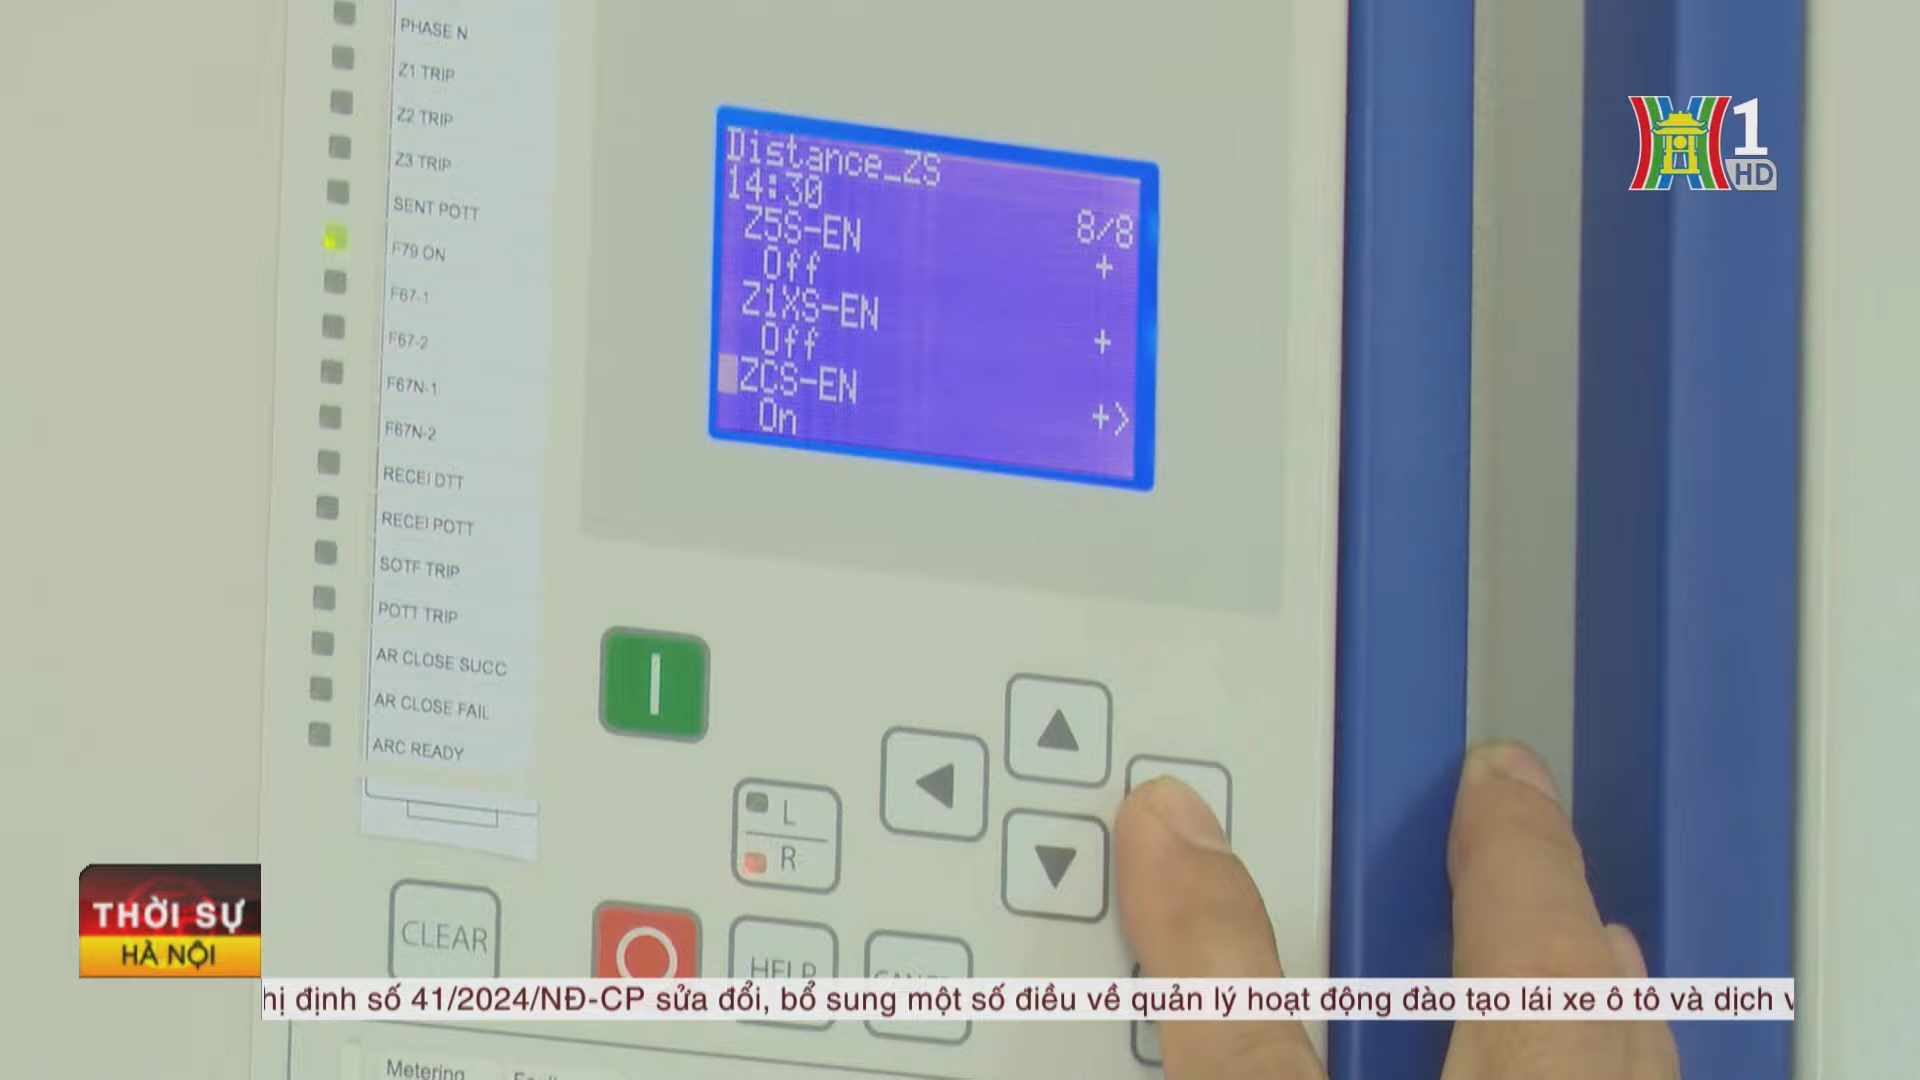 PHASE N
Z1 TRIP
Z2 TRIP
Z3 TRIP
SENT POTT
F79 ON
F67-1
F67-2
F67N-1
F67N-2
RECEI DTT
RECEI POTT
SOTF TRIP
POTT TRIP
AR CLOSE SUCC
AR CLOSE FAIL
ARC READY
Distance_ZS
14:30 8/8
Z5S-EN
Off +
Z1XS-EN
Off +
ZCS-EN
On +>
1
HD
L
R
CLEAR
HELP
THỜI SỰ
HÀ NỘI
hị định số 41/2024/NĐ-CP sửa đổi, bổ sung một số điều về quản lý hoạt động đào tạo lái xe ô tô và dịch v
Metering